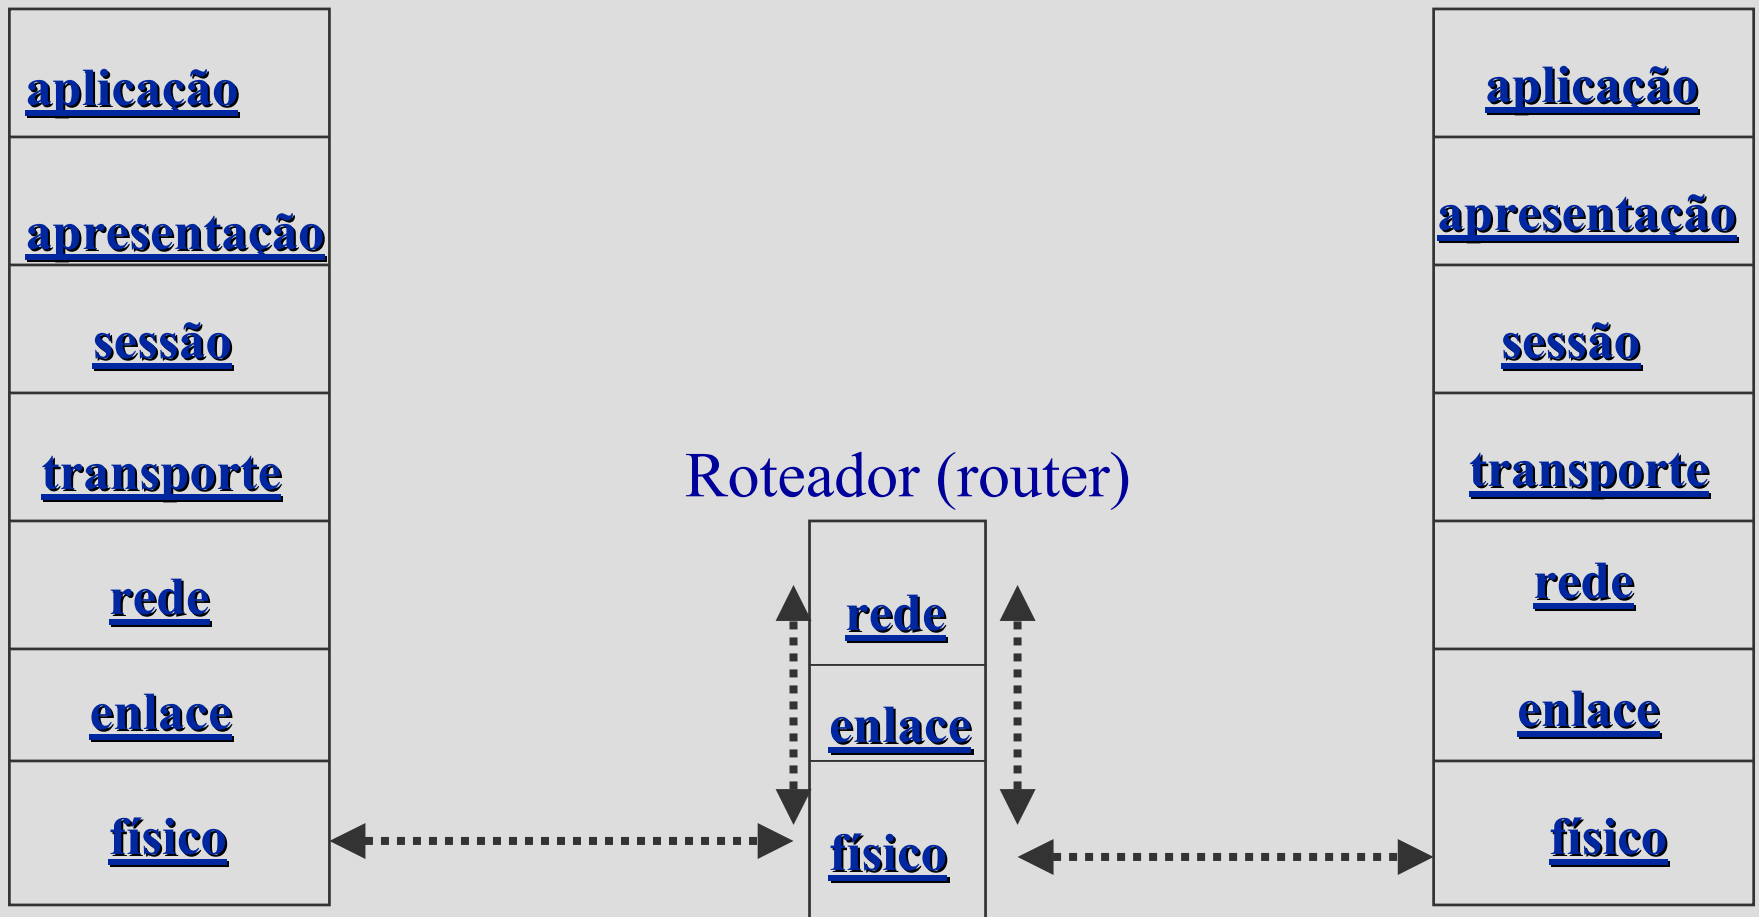 aplicação
apresentação
sessão
transporte
rede
enlace
físico
Roteador (router)
rede
enlace
físico
aplicação
apresentação
sessão
transporte
rede
enlace
físico